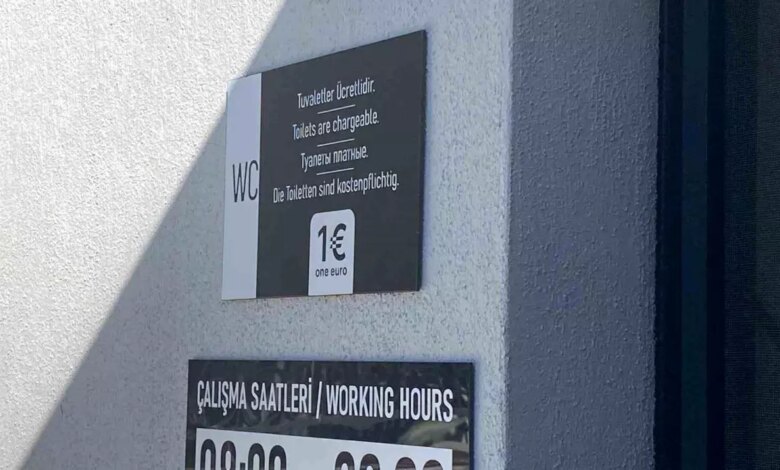 WC
Tuvaletler Ücretlidir.
Toilets are chargeable.
Туалеты платные.
Die Toiletten sind kostenpflichtig.
1€
one euro
ÇALIŞMA SAATLERİ / WORKING HOURS